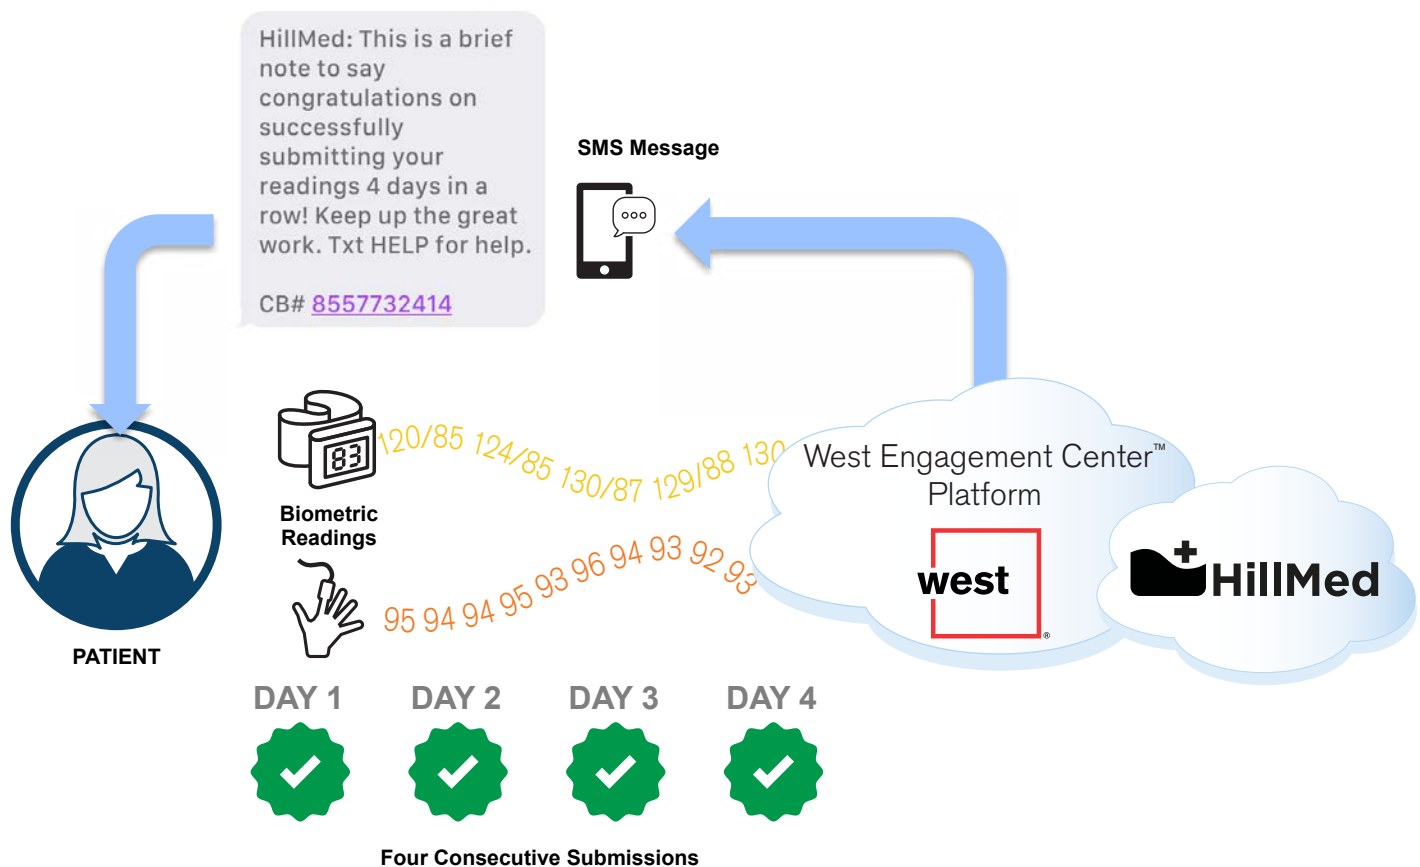 HillMed: This is a brief
note to say
congratulations on
successfully
submitting your
readings 4 days in a
row! Keep up the great
work. Txt HELP for help.
CB# 8557732414
SMS Message
83
120/85 124/85 130/87 129/88 130
Biometric
Readings
95 94 94 95 93 96 94 93 92 93
West Engagement Center™
Platform
west®
HillMed
PATIENT
DAY 1 DAY 2 DAY 3 DAY 4
Four Consecutive Submissions